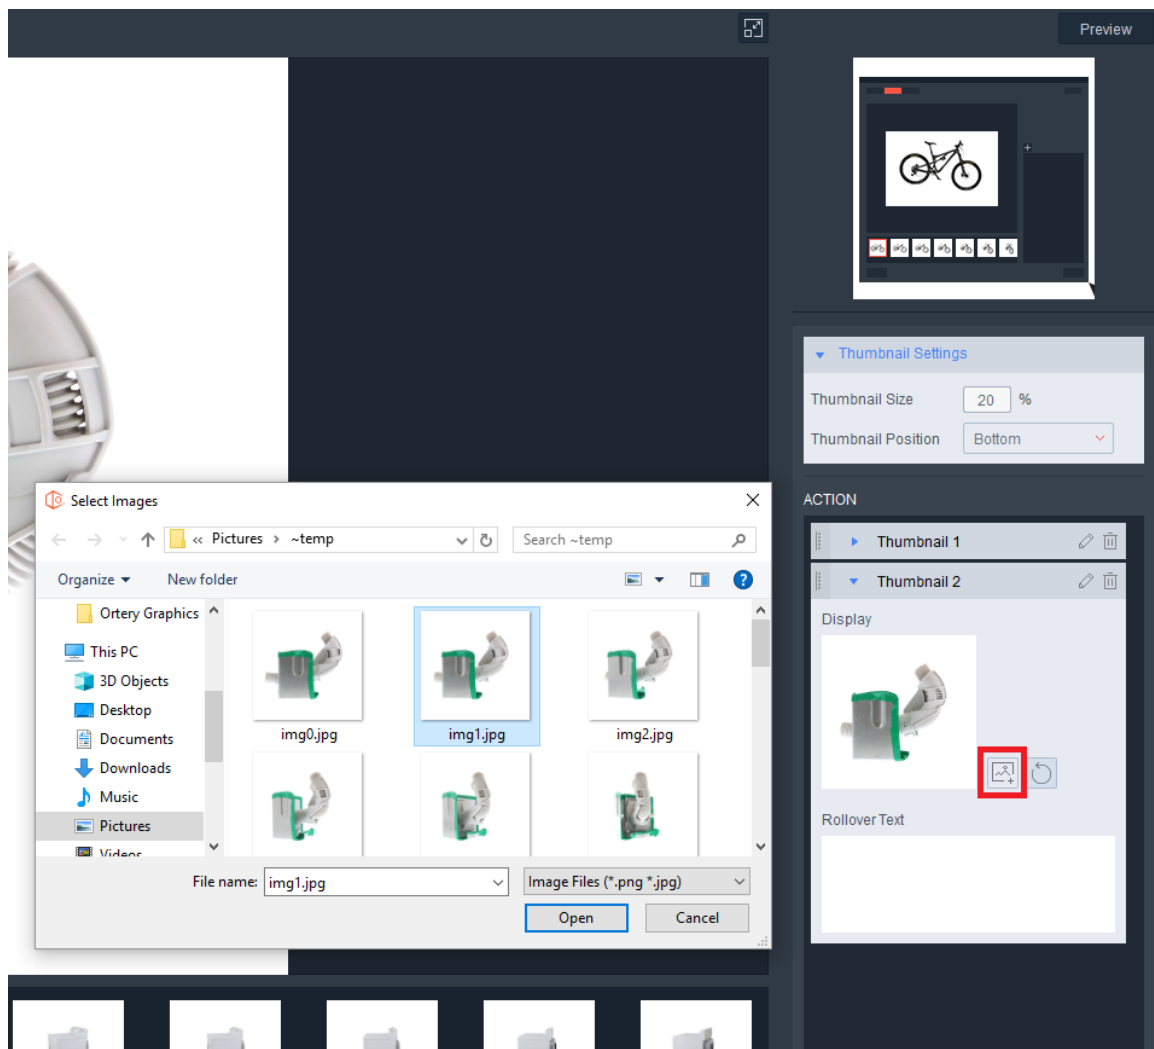 Preview
Thumbnail Settings
Thumbnail Size 20 %
Thumbnail Position Bottom
ACTION
Thumbnail 1
Thumbnail 2
Display
Rollover Text
Select Images
« Pictures > ~temp
Search ~temp
Organize
New folder
Ortery Graphics
This PC
3D Objects
Desktop
Documents
Downloads
Music
Pictures
Videos
img0.jpg
img1.jpg
img2.jpg
File name: img1.jpg
Image Files (*.png *.jpg)
Open
Cancel